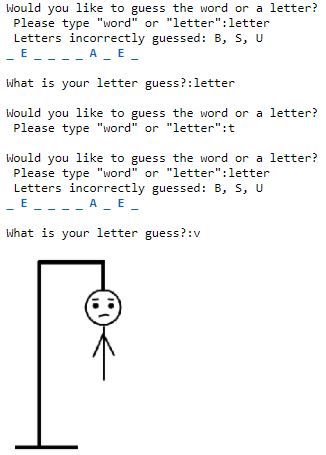 Would you like to guess the word or a letter?
Please type "word" or "letter":letter
Letters incorrectly guessed: B, S, U
_ E _ _ _ _ A _ E _
What is your letter guess?:letter
Would you like to guess the word or a letter?
Please type "word" or "letter":t
Would you like to guess the word or a letter?
Please type "word" or "letter":letter
Letters incorrectly guessed: B, S, U
_ E _ _ _ _ A _ E _
What is your letter guess?:v